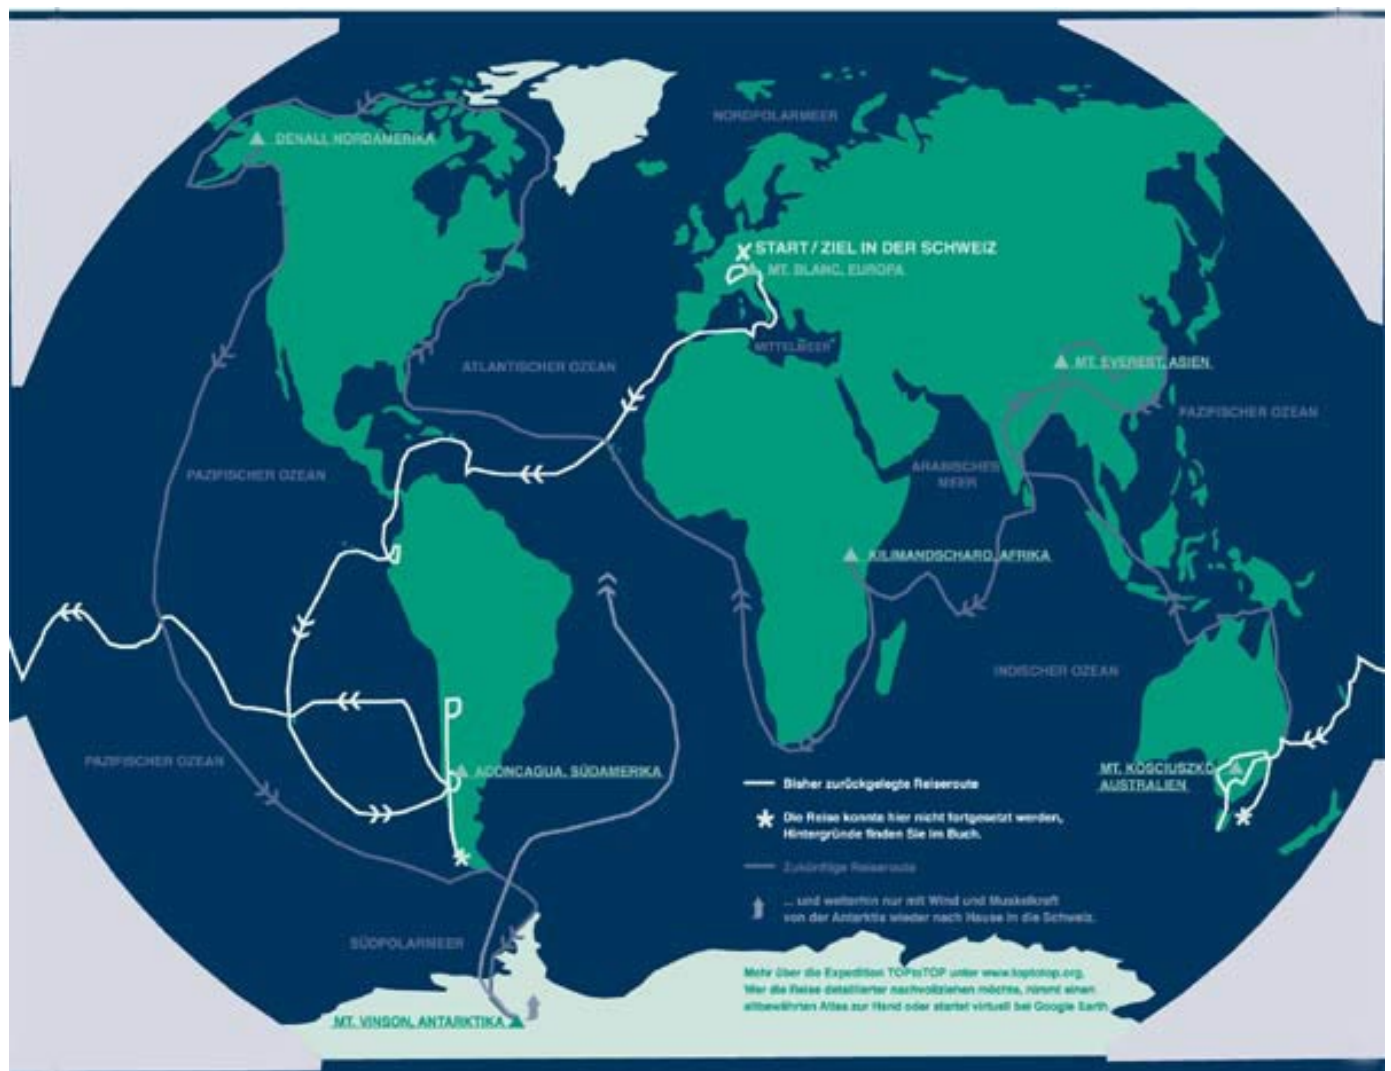 NORDPOLARMEER
DENALI, NORDAMERIKA
START / ZIEL IN DER SCHWEIZ
MT. BLANC, EUROPA
MITTELMEER
ATLANTISCHER OZEAN
MT. EVEREST, ASIEN
PAZIFISCHER OZEAN
PAZIFISCHER OZEAN
ARABISCHES
MEER
KILIMANDSCHARO, AFRIKA
INDISCHER OZEAN
PAZIFISCHER OZEAN
ACONCAGUA, SÜDAMERIKA
MT. KOSCIUSZKO
AUSTRALIEN
Bisher zurückgelegte Reiseroute
Die Reise konnte hier nicht fortgesetzt werden,
Hintergründe finden Sie im Buch.
Zukünftige Reiseroute
... und weiterhin nur mit Wind und Muskelkraft
von der Antarktis wieder nach Hause in die Schweiz.
SÜDPOLARMEER
Mehr über die Expedition TOPtoTOP unter www.toptotop.org.
Wer die Reise detaillierter nachvollziehen möchte, nimmt einen
altbewährten Atlas zur Hand oder startet virtuell bei Google Earth.
MT. VINSON, ANTARKTIKA